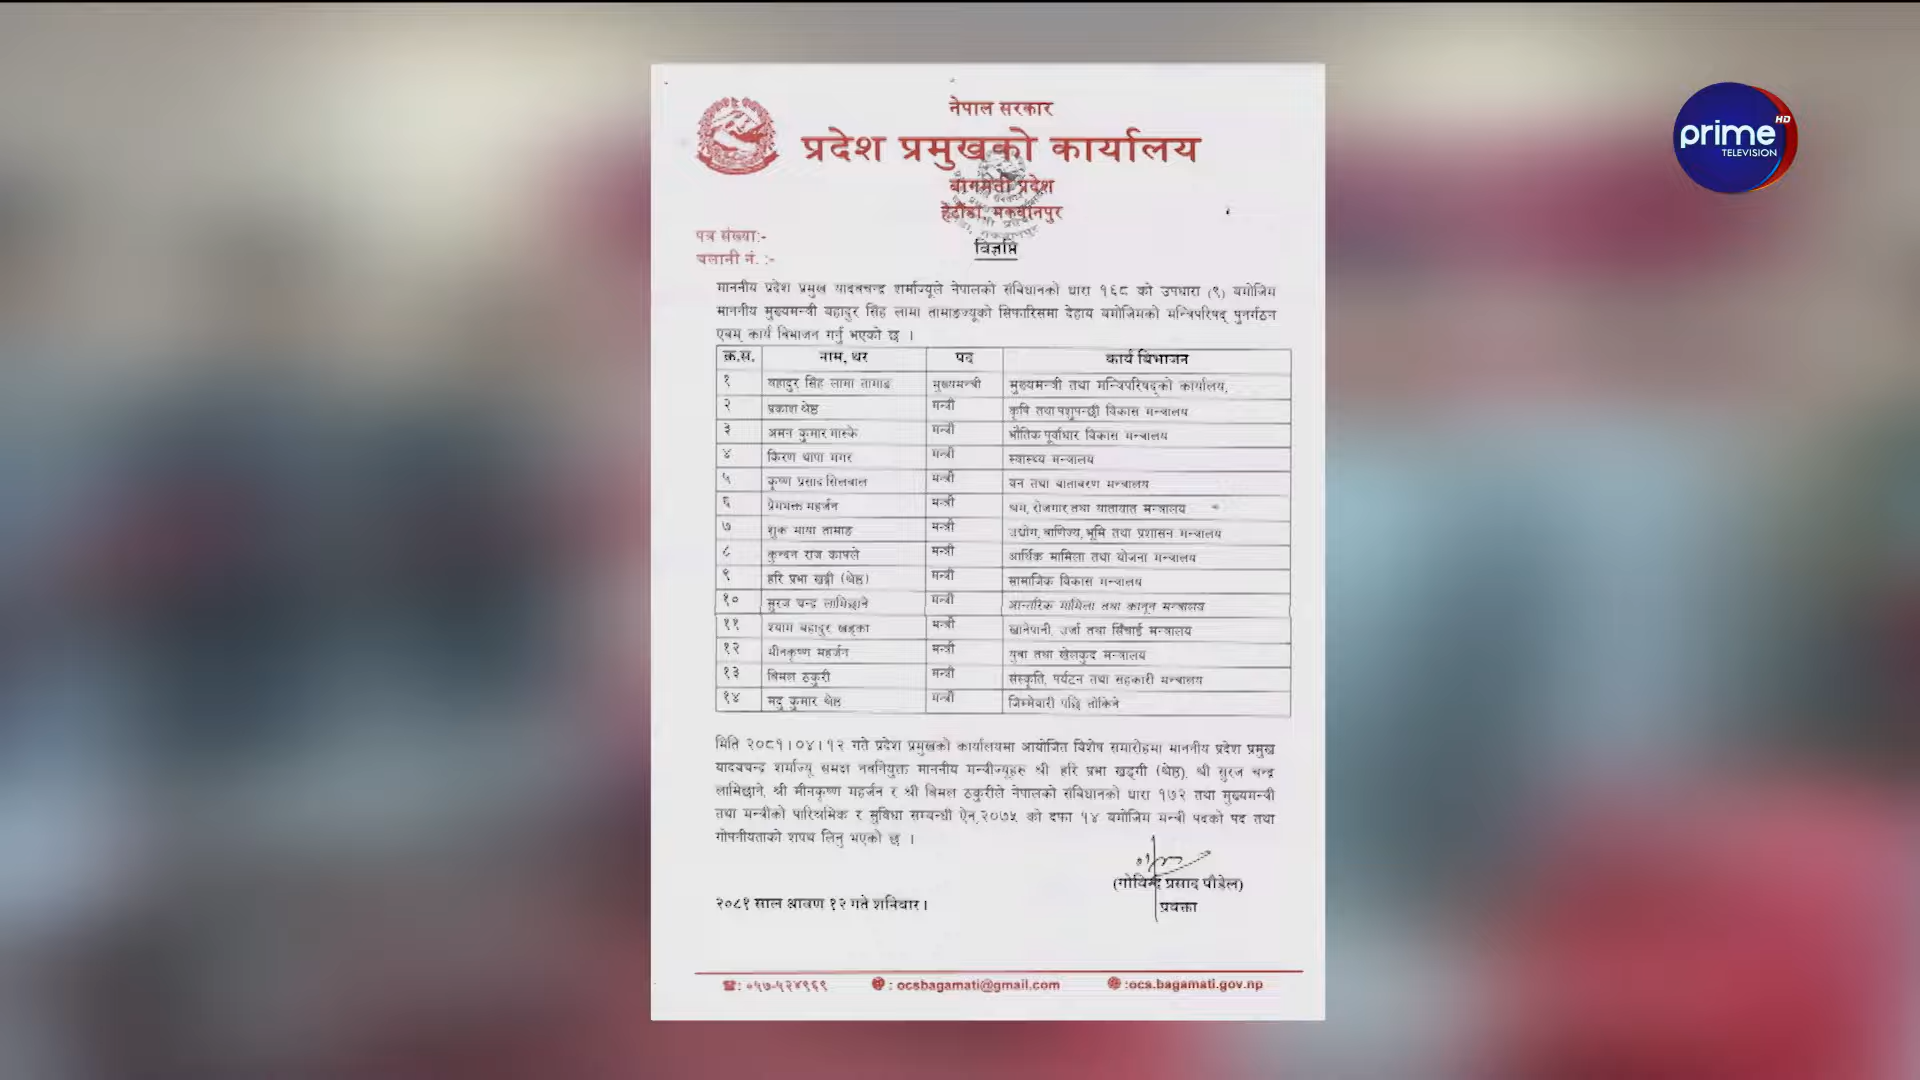 नेपाल सरकार
प्रदेश प्रमुखको कार्यालय
बागमती प्रदेश
हेटौंडा, मकवानपुर
पत्र संख्या:-
चलानी नं. :-
विज्ञप्ति
माननीय प्रदेश प्रमुख यादवचन्द्र शर्माज्यूले नेपालको संविधानको धारा १६८ को उपधारा (९) बमोजिम
माननीय मुख्यमन्त्री बहादुर सिंह लामा तामाङज्यूको सिफारिसमा देहाय बमोजिमको मन्त्रिपरिषद् पुनर्गठन
एवम् कार्य विभाजन गर्नु भएको छ ।
क्र.स. नाम, थर पद कार्य विभाजन
१ बहादुर सिंह लामा तामाङ मुख्यमन्त्री मुख्यमन्त्री तथा मन्त्रिपरिषद्को कार्यालय,
२ प्रकाश श्रेष्ठ मन्त्री कृषि तथा पशुपन्छी विकास मन्त्रालय
३ अमन कुमार मास्के मन्त्री भौतिक पूर्वाधार विकास मन्त्रालय
४ किरण थापा मगर मन्त्री स्वास्थ्य मन्त्रालय
५ कृष्ण प्रसाद सिलवाल मन्त्री वन तथा वातावरण मन्त्रालय
६ प्रेमभक्त महर्जन मन्त्री श्रम, रोजगार तथा यातायात मन्त्रालय
७ शुक माया तामाङ मन्त्री उद्योग, वाणिज्य, भूमि तथा प्रशासन मन्त्रालय
८ कुन्दन राज काफ्ले मन्त्री आर्थिक मामिला तथा योजना मन्त्रालय
९ हरि प्रभा खड्गी (श्रेष्ठ) मन्त्री सामाजिक विकास मन्त्रालय
१० सुरज चन्द्र लामिछाने मन्त्री आन्तरिक मामिला तथा कानून मन्त्रालय
११ श्याम बहादुर खड्का मन्त्री खानेपानी, उर्जा तथा सिँचाई मन्त्रालय
१२ मीनकृष्ण महर्जन मन्त्री युवा तथा खेलकुद मन्त्रालय
१३ विमल ठकुरी मन्त्री संस्कृति, पर्यटन तथा सहकारी मन्त्रालय
१४ मदु कुमार श्रेष्ठ मन्त्री जिम्मेवारी पछि तोकिने
मिति २०८१।०४।१२ गते प्रदेश प्रमुखको कार्यालयमा आयोजित विशेष समारोहमा माननीय प्रदेश प्रमुख
यादवचन्द्र शर्माज्यू समक्ष नवनियुक्त माननीय मन्त्रीज्यूहरु श्री हरि प्रभा खड्गी (श्रेष्ठ), श्री सुरज चन्द्र
लामिछाने, श्री मीनकृष्ण महर्जन र श्री विमल ठकुरीले नेपालको संविधानको धारा १७२ तथा मुख्यमन्त्री
तथा मन्त्रीको पारिश्रमिक र सुविधा सम्बन्धी ऐन,२०७५ को दफा १४ बमोजिम मन्त्री पदको पद तथा
गोपनीयताको शपथ लिनु भएको छ ।
(गोविन्द प्रसाद पौडेल)
प्रवक्ता
२०८१ साल श्रावण १२ गते शनिवार।
: ०५७-५२४९६९ : ocsbagamati@gmail.com :ocs.bagamati.gov.np
prime HD
TELEVISION